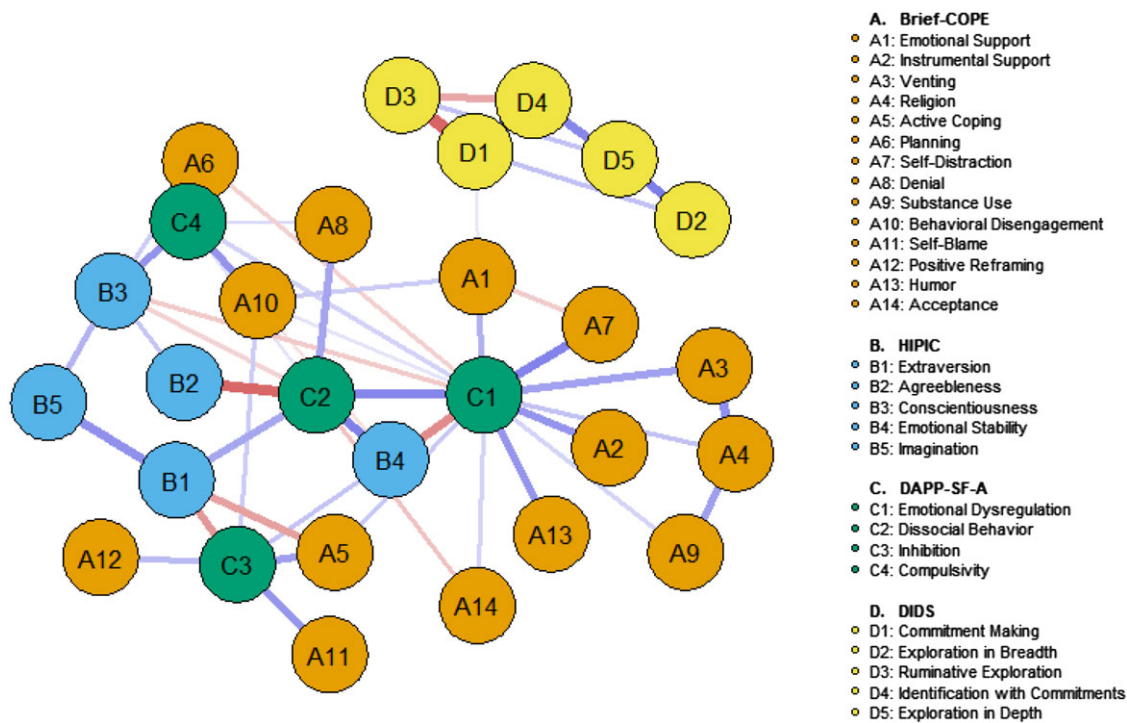 D3
D4
D1
D5
D2
A6
C4
A8
B3
A10
A1
A7
B2
C2
C1
A3
B5
B4
A2
A4
B1
A13
A9
A12
C3
A5
A14
A11
A. Brief-COPE
A1: Emotional Support
A2: Instrumental Support
A3: Venting
A4: Religion
A5: Active Coping
A6: Planning
A7: Self-Distraction
A8: Denial
A9: Substance Use
A10: Behavioral Disengagement
A11: Self-Blame
A12: Positive Reframing
A13: Humor
A14: Acceptance
B. HIPIC
B1: Extraversion
B2: Agreebleness
B3: Conscientiousness
B4: Emotional Stability
B5: Imagination
C. DAPP-SF-A
C1: Emotional Dysregulation
C2: Dissocial Behavior
C3: Inhibition
C4: Compulsivity
D. DIDS
D1: Commitment Making
D2: Exploration in Breadth
D3: Ruminative Exploration
D4: Identification with Commitments
D5: Exploration in Depth